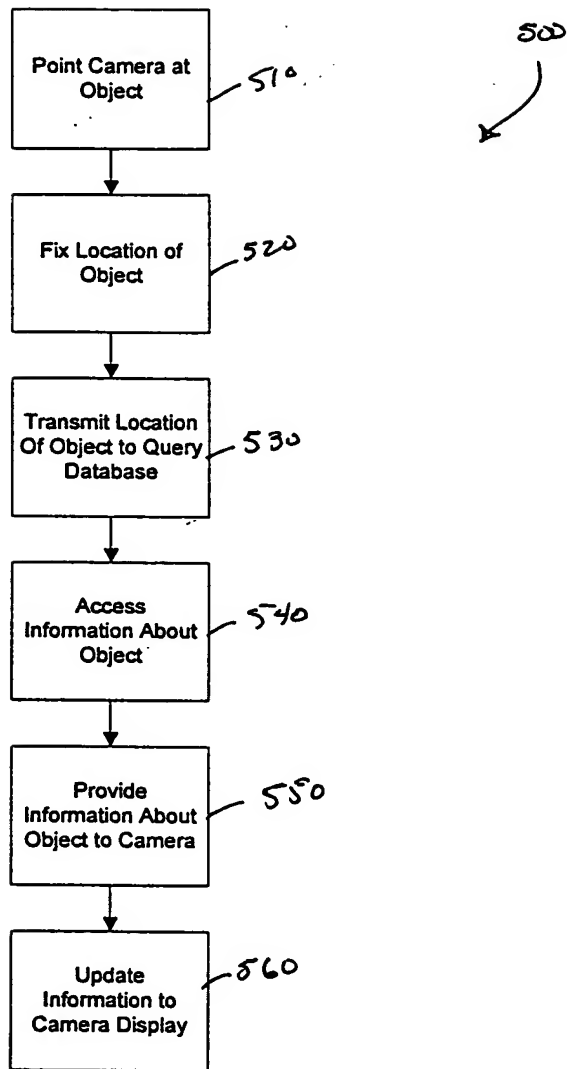 500
Point Camera at
Object
510
Fix Location of
Object
520
Transmit Location
Of Object to Query
Database
530
Access
Information About
Object
540
Provide
Information About
Object to Camera
550
Update
Information to
Camera Display
560